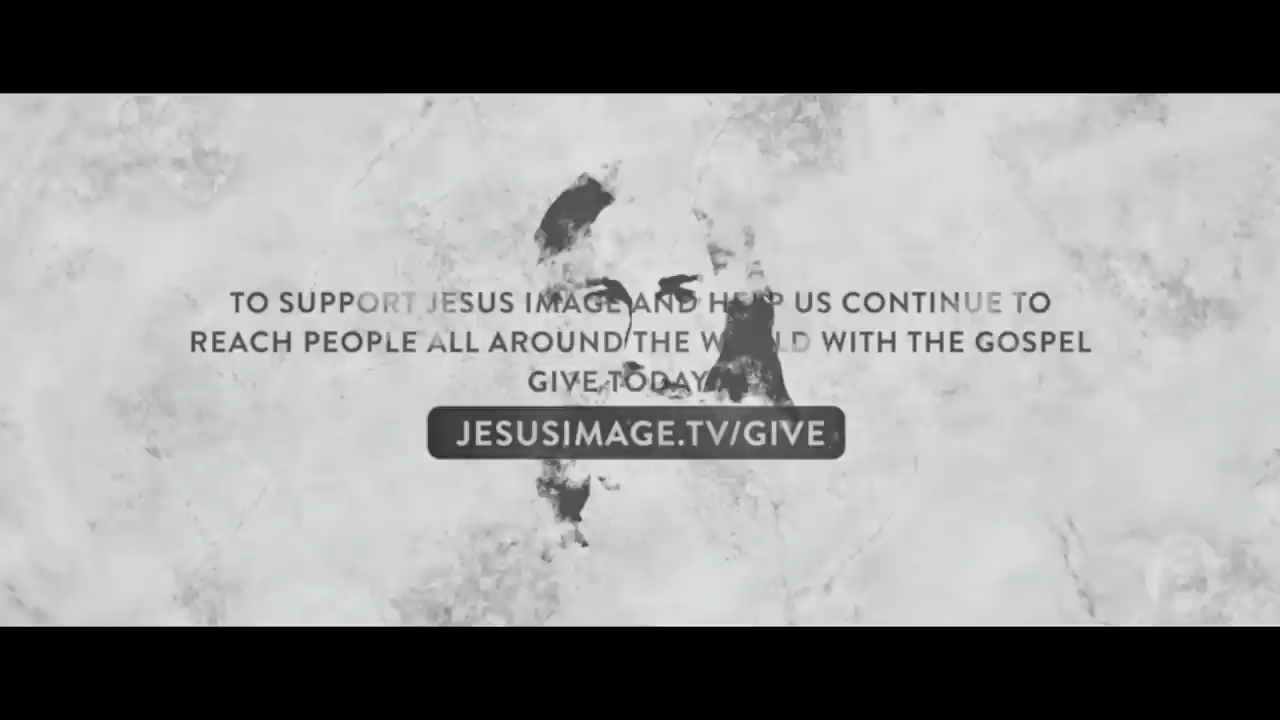 TO SUPPORT JESUS IMAGE AND HELP US CONTINUE TO
REACH PEOPLE ALL AROUND THE WORLD WITH THE GOSPEL
GIVE TODAY
JESUSIMAGE.TV/GIVE